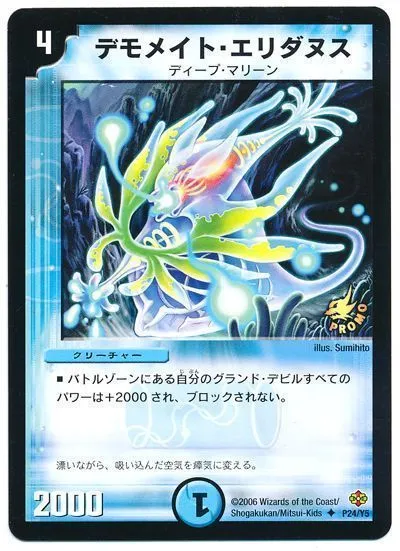 4
デモメイト・エリダヌス
ディープ・マリーン
PROMO
illus. Sumihito
クリーチャー
■ バトルゾーンにある自分のグランド・デビルすべての
パワーは+2000 され、ブロックされない。
漂いながら、吸い込んだ空気を瘴気に変える。
2000
©2006 Wizards of the Coast/
Shogakukan/Mitsui-Kids ✦ P24/Y5